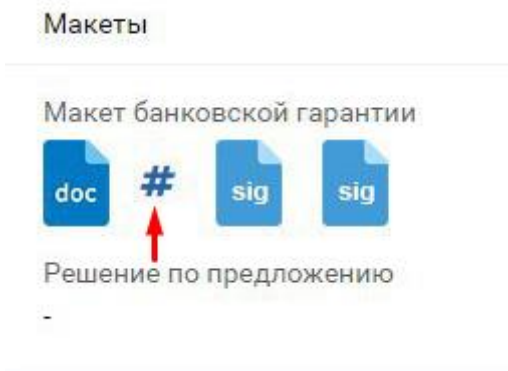 Макеты
Макет банковской гарантии
doc # sig sig
Решение по предложению
-